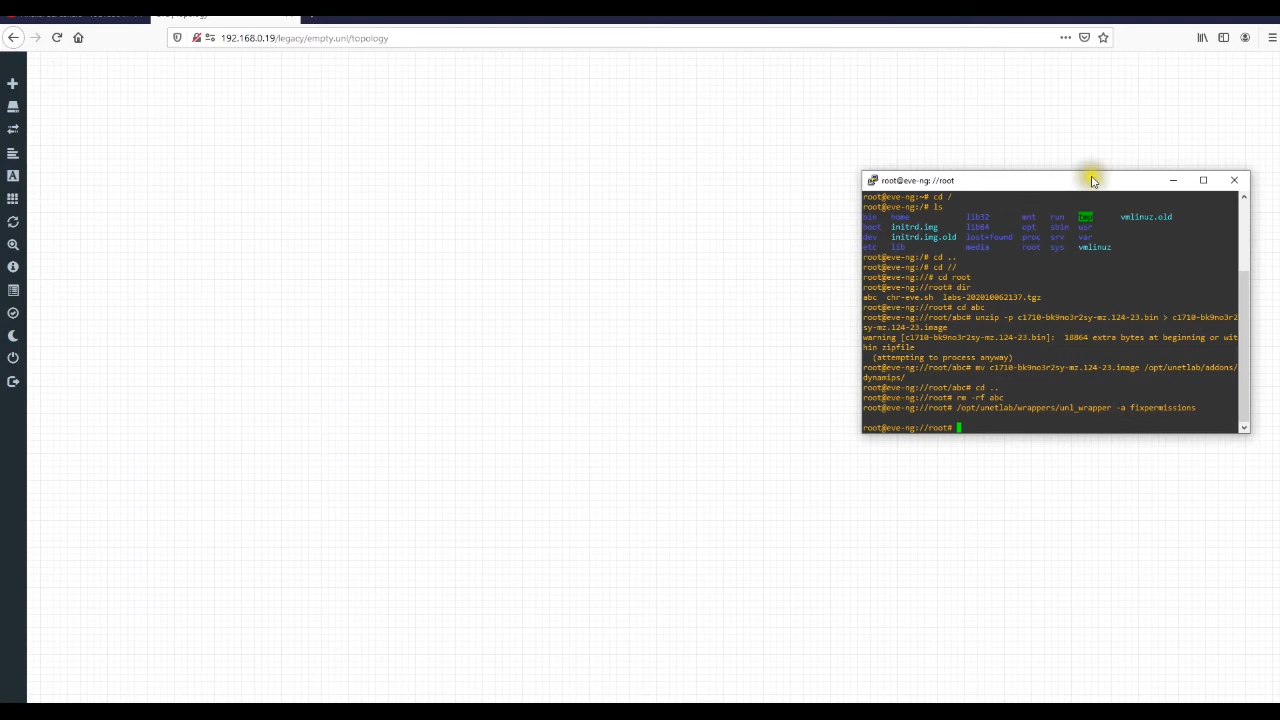 192.168.0.19/legacy/empty.unl/topology
root@eve-ng: //root
root@eve-ng:~# cd /
root@eve-ng:/# ls
bin home lib32 mnt run tmp vmlinuz.old
boot initrd.img lib64 opt sbin usr
dev initrd.img.old lost+found proc srv var
etc lib media root sys vmlinuz
root@eve-ng:/# cd ..
root@eve-ng:/# cd //
root@eve-ng:// cd root
root@eve-ng://root# dir
abc chr-eve.sh labs-202010062137.tgz
root@eve-ng://root# cd abc
root@eve-ng://root/abc# unzip -p c1710-bk9no3r2sy-mz.124-23.bin > c1710-bk9no3r2
sy-mz.124-23.image
warning [c1710-bk9no3r2sy-mz.124-23.bin]: 18864 extra bytes at beginning or wit
hin zipfile
(attempting to process anyway)
root@eve-ng://root/abc# mv c1710-bk9no3r2sy-mz.124-23.image /opt/unetlab/addons/
dynamips/
root@eve-ng://root/abc# cd ..
root@eve-ng://root# rm -rf abc
root@eve-ng://root# /opt/unetlab/wrappers/unl_wrapper -a fixpermissions
root@eve-ng://root#